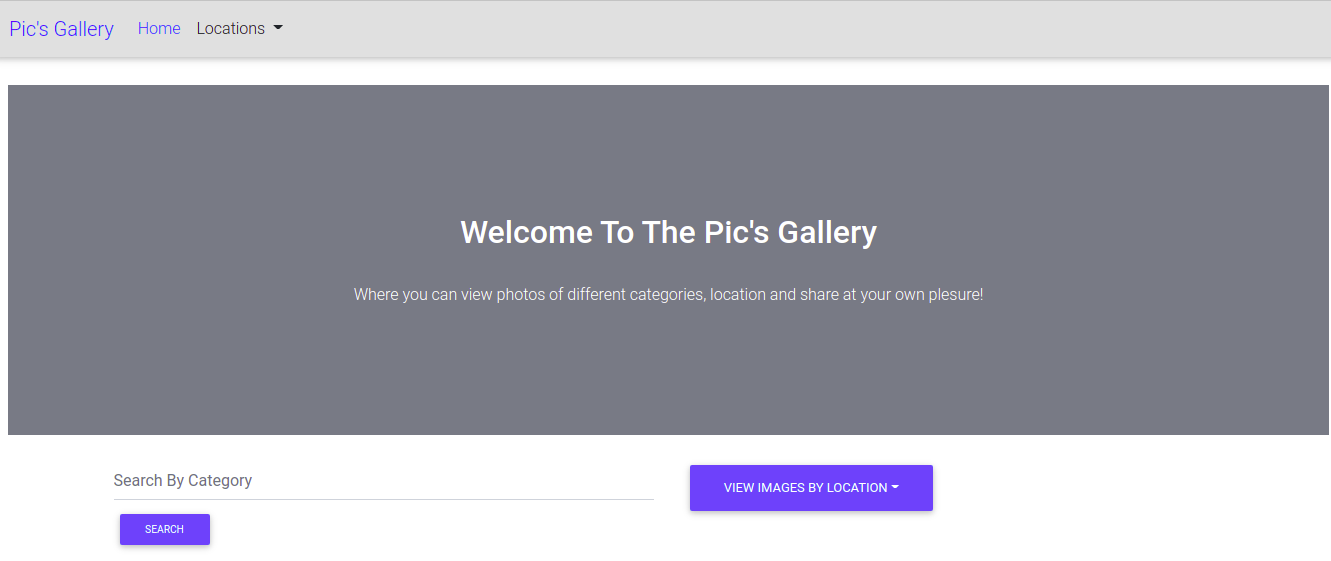 Pic's Gallery Home Locations
Welcome To The Pic's Gallery
Where you can view photos of different categories, location and share at your own plesure!
Search By Category
VIEW IMAGES BY LOCATION
SEARCH